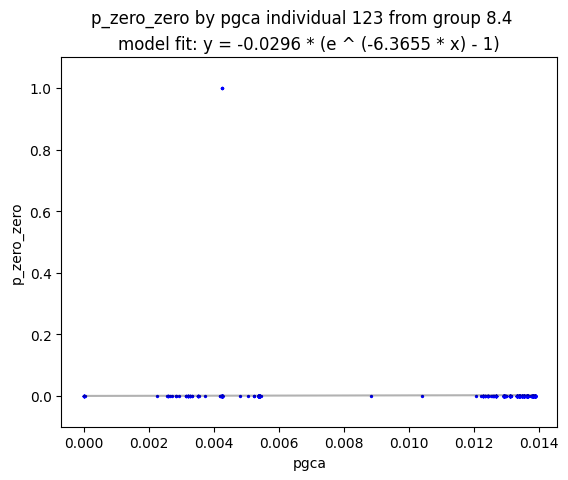 p_zero_zero by pgca individual 123 from group 8.4
model fit: y = -0.0296 * (e ^ (-6.3655 * x) - 1)
1.0
0.8
0.6
0.4
0.2
0.0
p_zero_zero
0.000 0.002 0.004 0.006 0.008 0.010 0.012 0.014
pgca